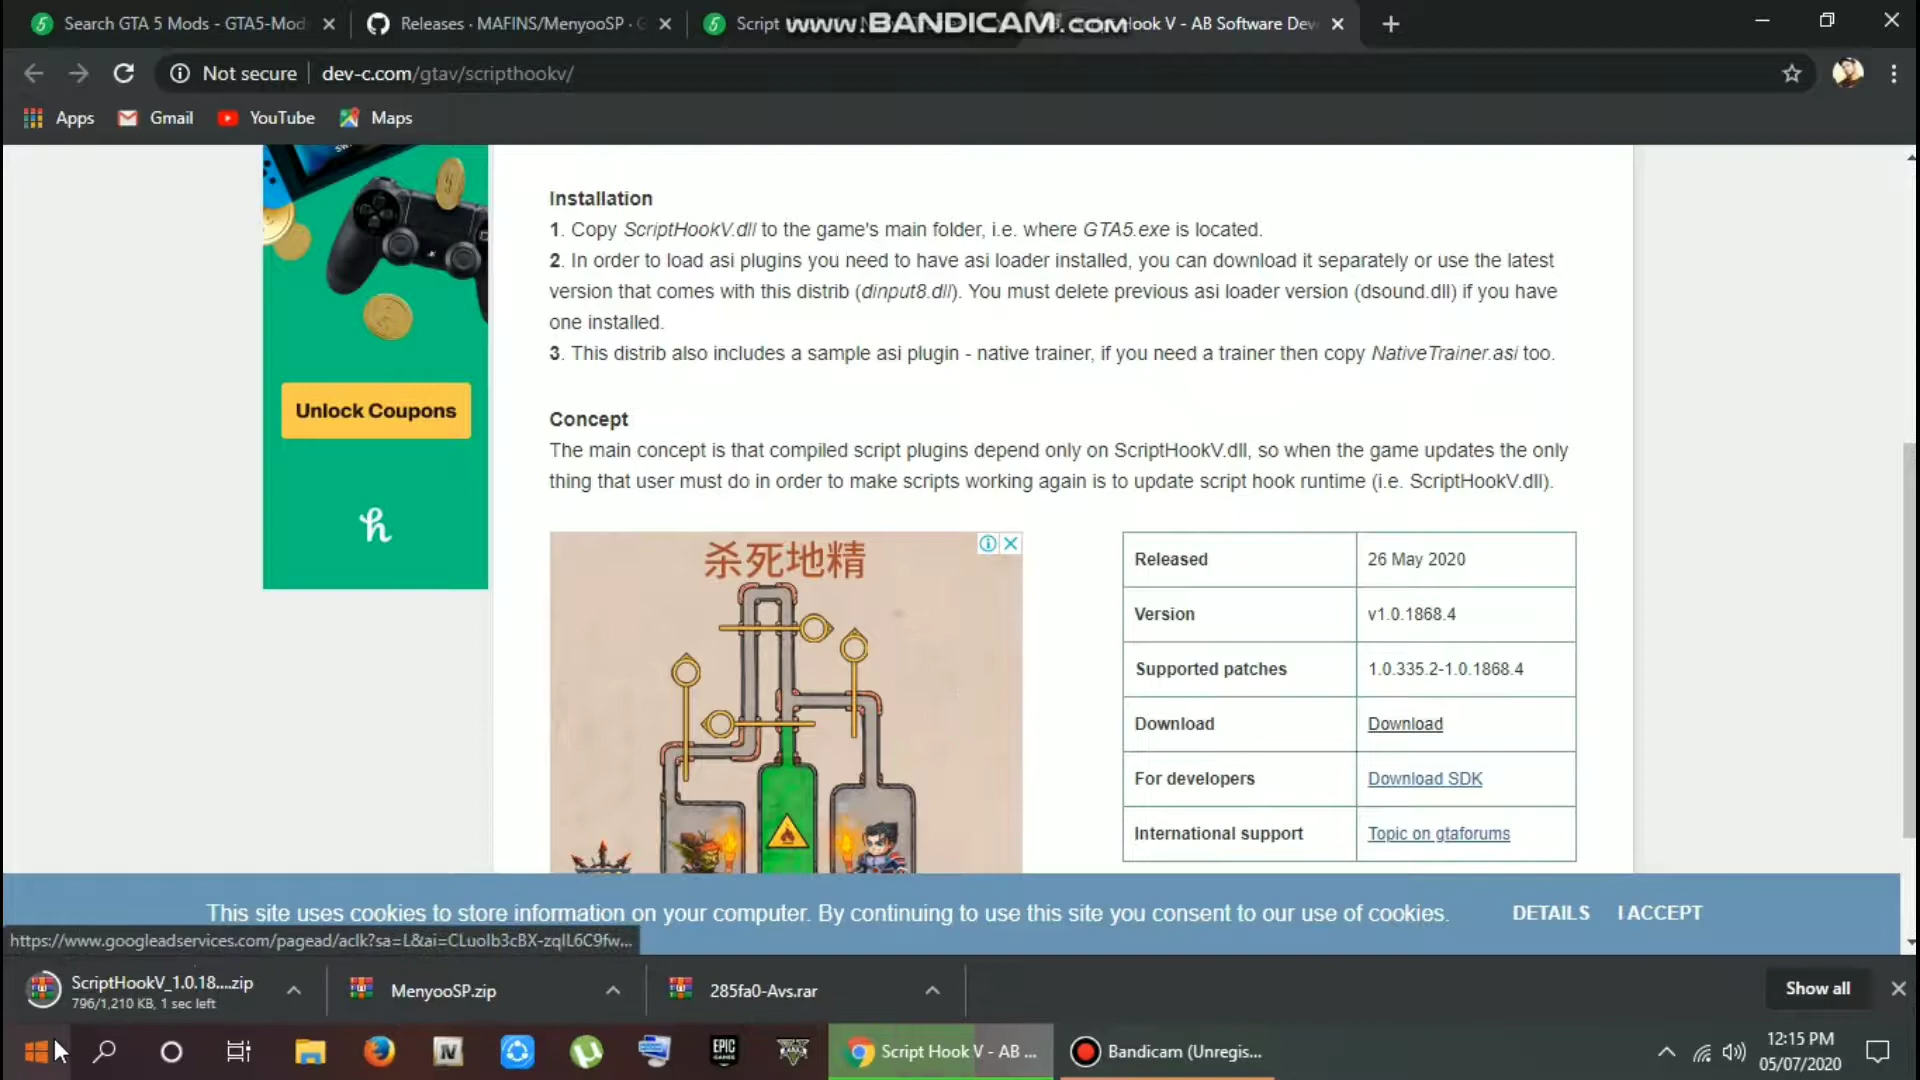 Search GTA 5 Mods - GTA5-Mod
Releases · MAFINS/MenyooSP · G
Script
www.BANDICAM.com
Hook V - AB Software Dev
Not secure
dev-c.com/gtav/scripthookv/
Apps
Gmail
YouTube
Maps
Installation
1. Copy ScriptHookV.dll to the game's main folder, i.e. where GTA5.exe is located.
2. In order to load asi plugins you need to have asi loader installed, you can download it separately or use the latest
version that comes with this distrib (dinput8.dll). You must delete previous asi loader version (dsound.dll) if you have
one installed.
3. This distrib also includes a sample asi plugin - native trainer, if you need a trainer then copy NativeTrainer.asi too.
Unlock Coupons
h
Concept
The main concept is that compiled script plugins depend only on ScriptHookV.dll, so when the game updates the only
thing that user must do in order to make scripts working again is to update script hook runtime (i.e. ScriptHookV.dll).
杀死地精
Released 26 May 2020
Version v1.0.1868.4
Supported patches 1.0.335.2-1.0.1868.4
Download Download
For developers Download SDK
International support Topic on gtaforums
This site uses cookies to store information on your computer. By continuing to use this site you consent to our use of cookies.
DETAILS
I ACCEPT
https://www.googleadservices.com/pagead/aclk?sa=L&ai=CLuoIb3cBX-zqIL6C9fw...
ScriptHookV_1.0.18....zip
796/1,210 KB, 1 sec left
MenyooSP.zip
285fa0-Avs.rar
Show all
EPIC
GAMES
IV
Script Hook V - AB ...
Bandicam (Unregis...
12:15 PM
05/07/2020